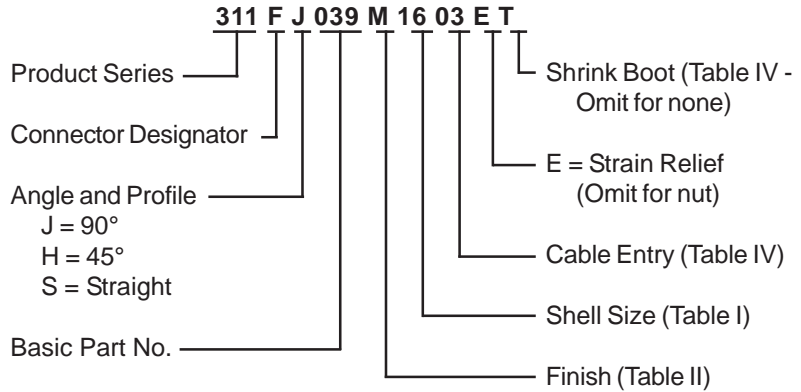 311 F J 039 M 16 03 E T
Product Series
Connector Designator
Angle and Profile
J = 90°
H = 45°
S = Straight
Basic Part No.
Shrink Boot (Table IV -
Omit for none)
E = Strain Relief
(Omit for nut)
Cable Entry (Table IV)
Shell Size (Table I)
Finish (Table II)